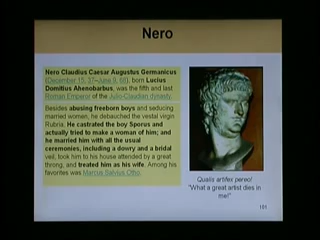 Nero
Nero Claudius Caesar Augustus Germanicus
(December 15, 37–June 9, 68), born Lucius
Domitius Ahenobarbus, was the fifth and last
Roman Emperor of the Julio-Claudian dynasty.
Besides abusing freeborn boys and seducing
married women, he debauched the vestal virgin
Rubria. He castrated the boy Sporus and
actually tried to make a woman of him; and
he married him with all the usual
ceremonies, including a dowry and a bridal
veil, took him to his house attended by a great
throng, and treated him as his wife. Among his
favorites was Marcus Salvius Otho.
Qualis artifex pereo!
"What a great artist dies in
me!"
101